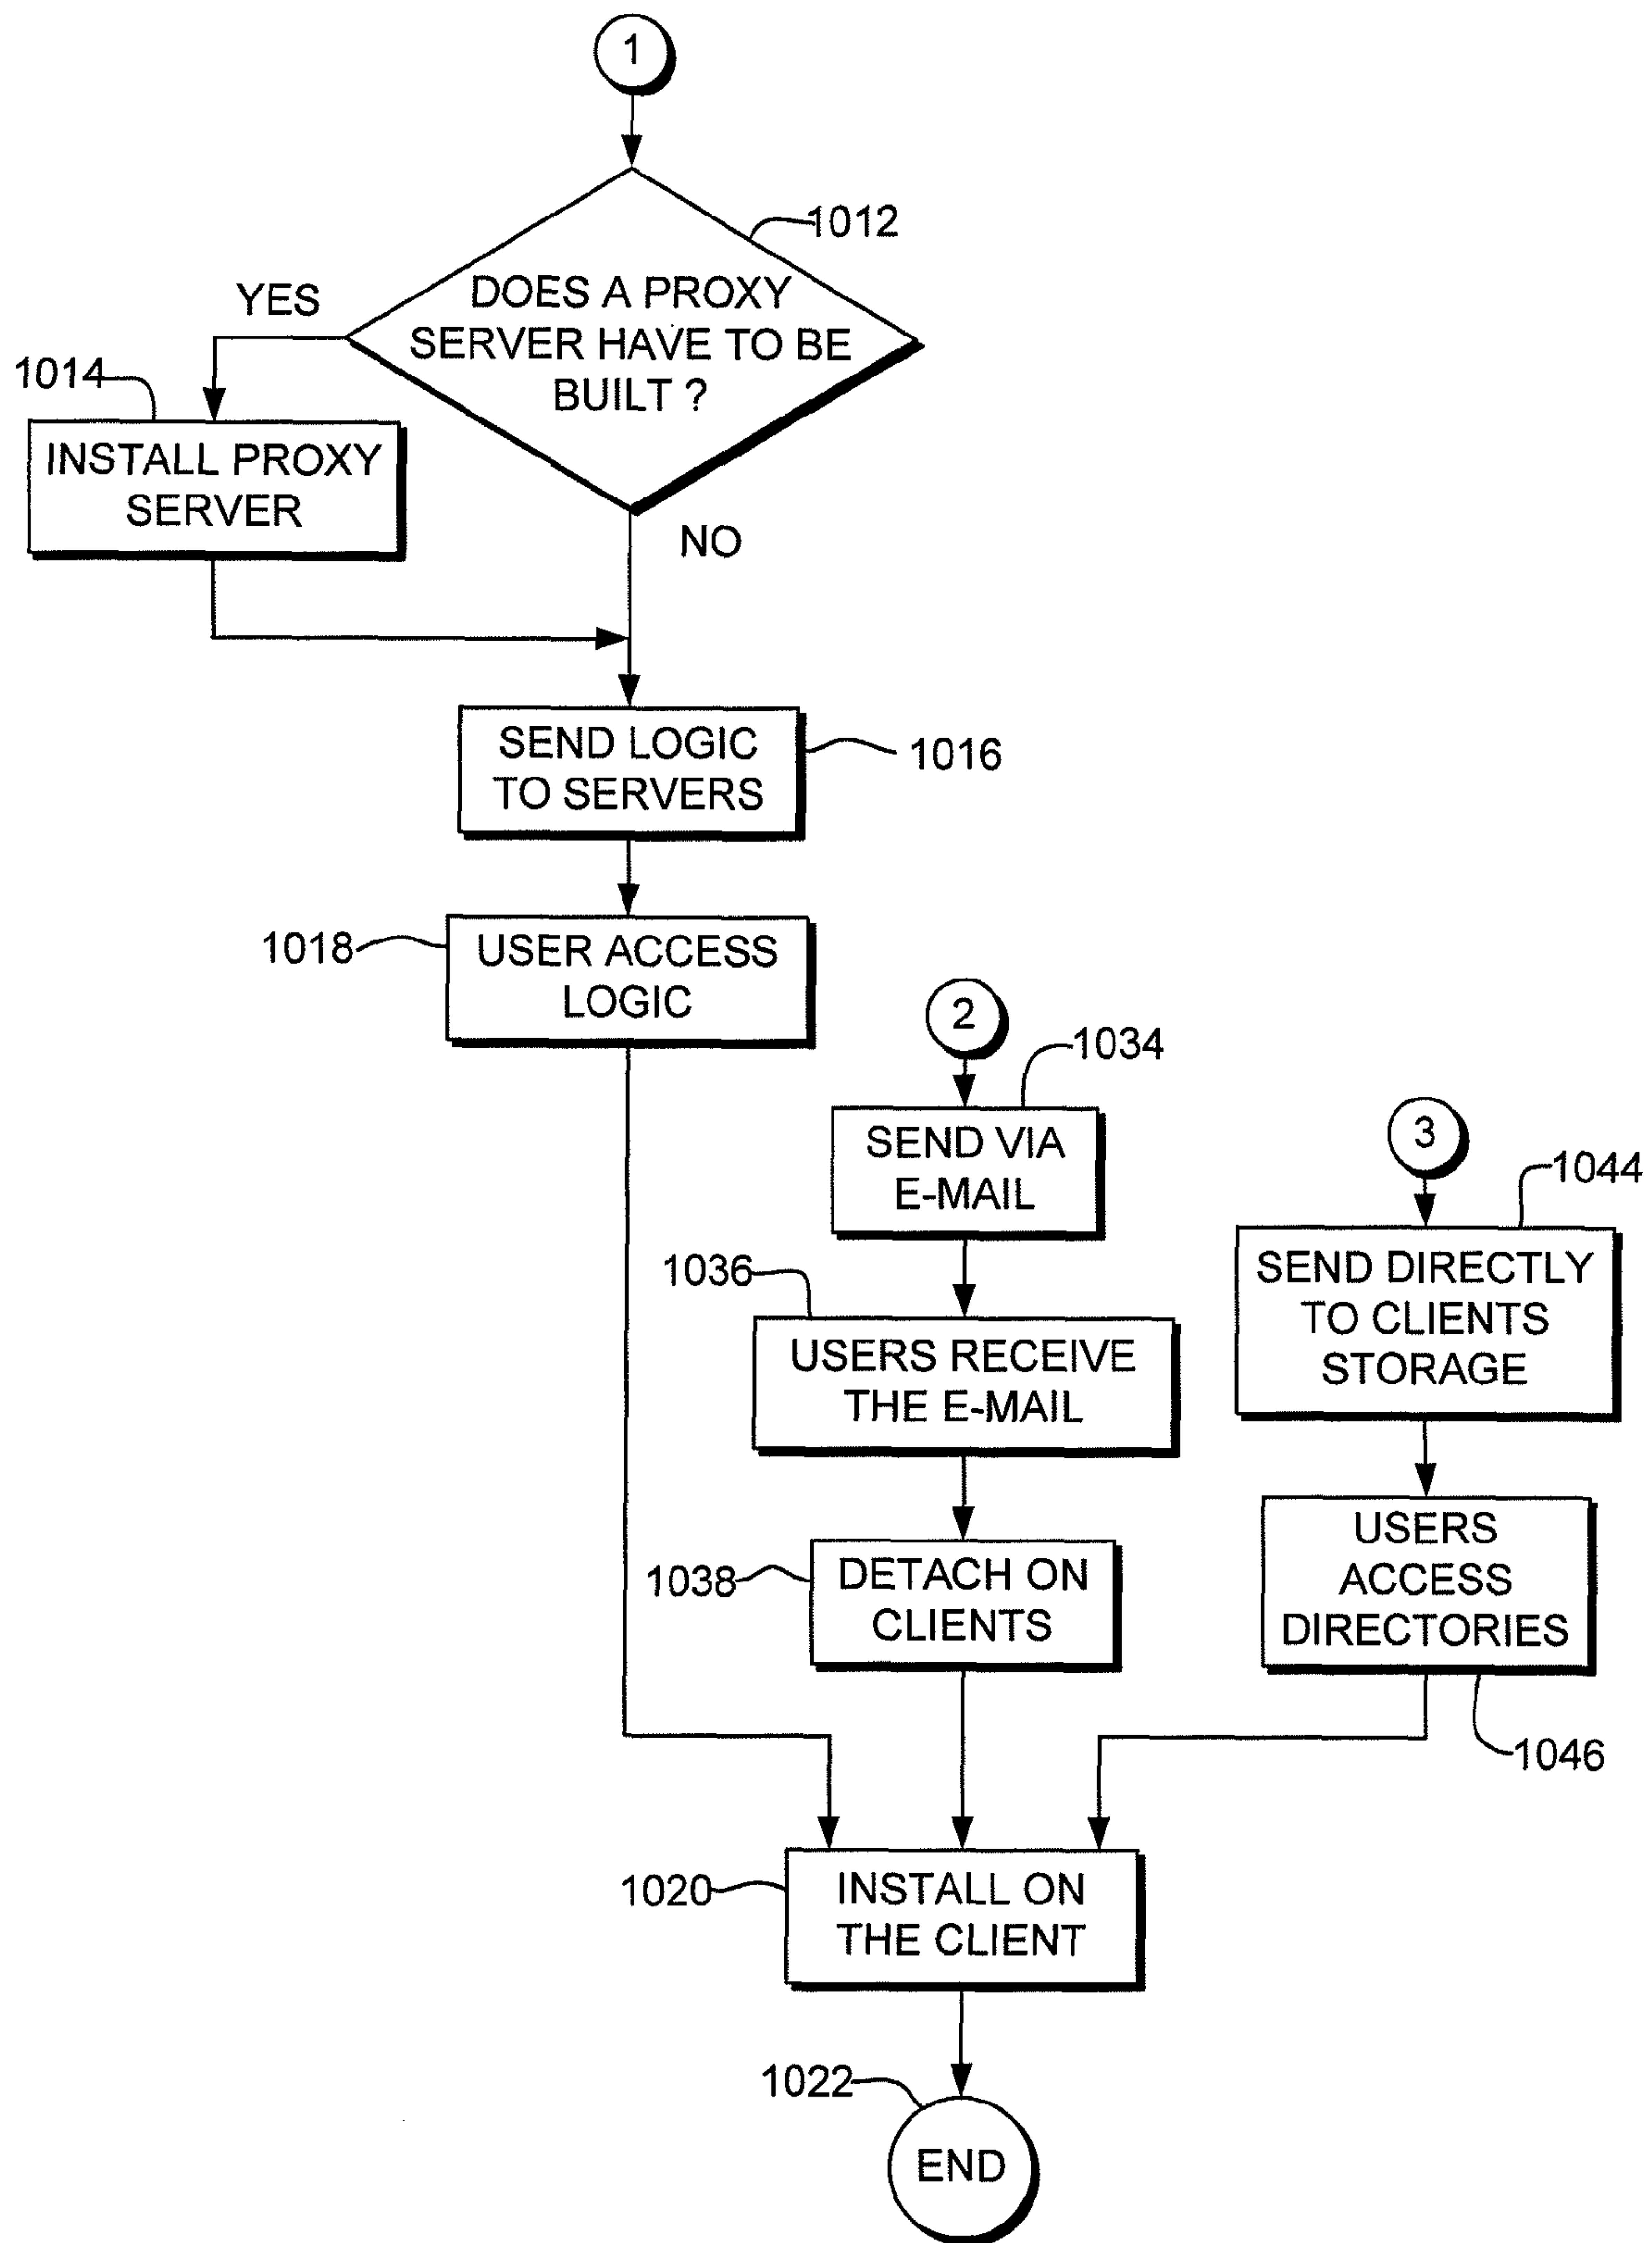 1
1012
DOES A PROXY
SERVER HAVE TO BE
BUILT ?
YES
1014
INSTALL PROXY
SERVER
NO
SEND LOGIC
TO SERVERS
1016
1018
USER ACCESS
LOGIC
2
1034
SEND VIA
E-MAIL
3
1044
SEND DIRECTLY
TO CLIENTS
STORAGE
1036
USERS RECEIVE
THE E-MAIL
1038
DETACH ON
CLIENTS
USERS
ACCESS
DIRECTORIES
1046
1020
INSTALL ON
THE CLIENT
1022
END